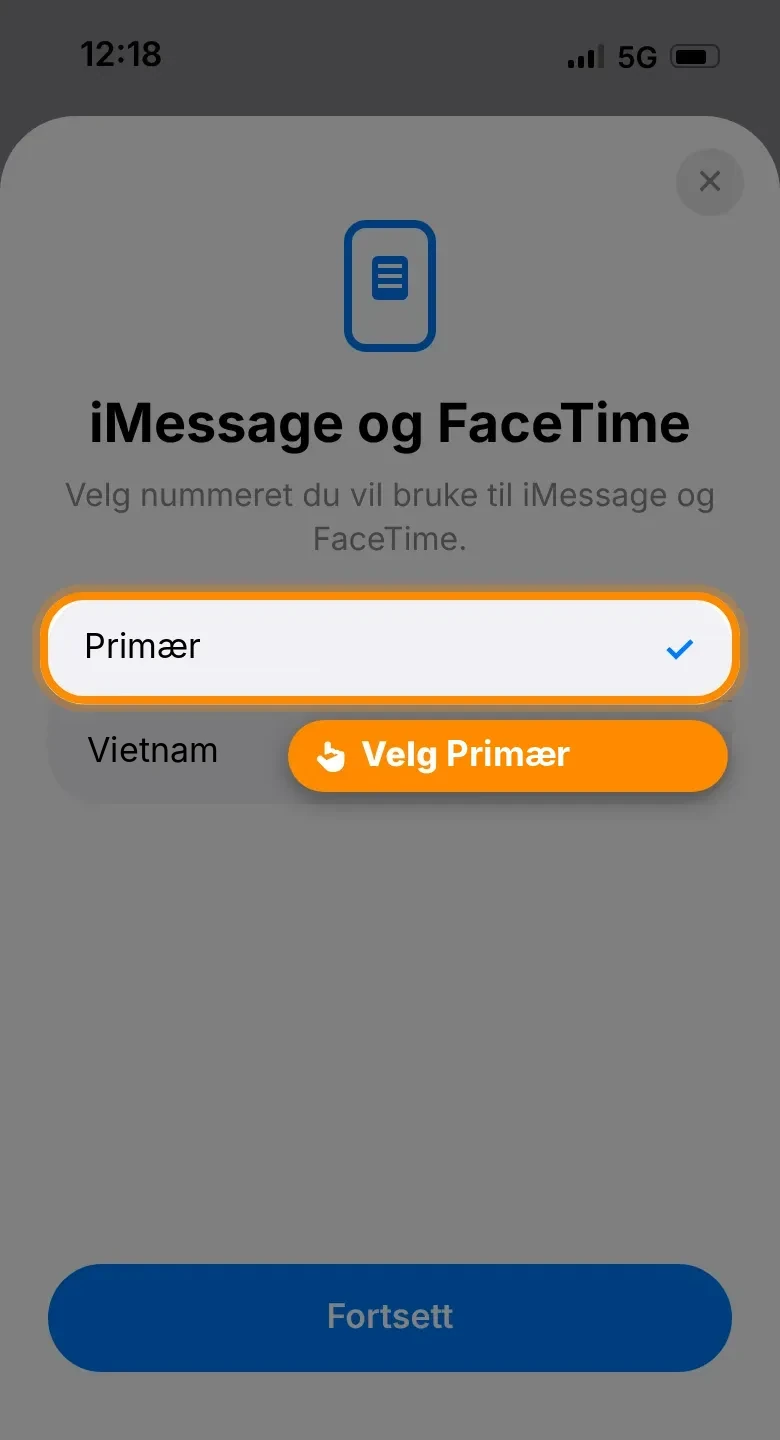 12:18 5G
iMessage og FaceTime
Velg nummeret du vil bruke til iMessage og
FaceTime.
Primær
Vietnam
Velg Primær
Fortsett